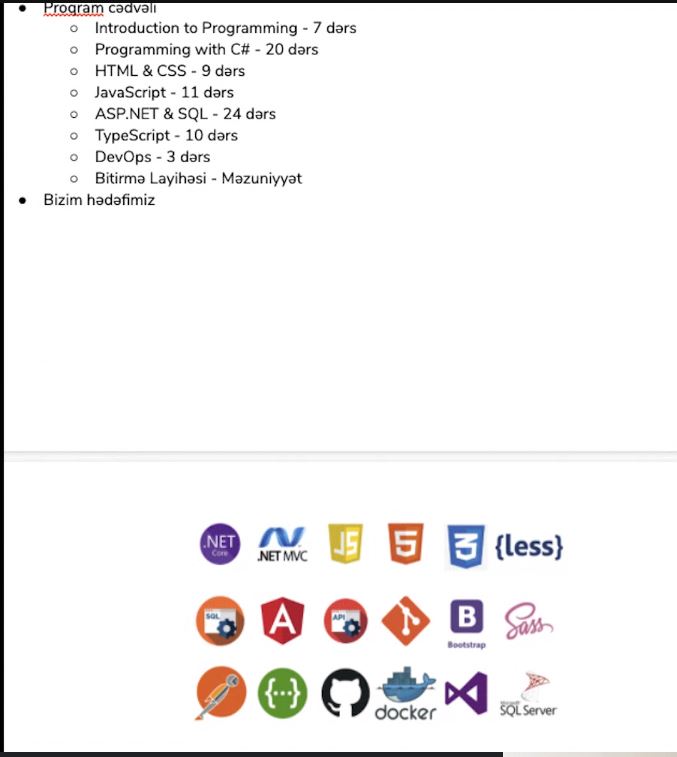 Program cədvəli
Introduction to Programming - 7 dərs
Programming with C# - 20 dərs
HTML & CSS - 9 dərs
JavaScript - 11 dərs
ASP.NET & SQL - 24 dərs
TypeScript - 10 dərs
DevOps - 3 dərs
Bitirmə Layihəsi - Məzuniyyət
Bizim hədəfimiz
.NET Core .NET MVC JS 5 3 {less}
SQL A API B Bootstrap Sass
{...} docker Microsoft SQL Server